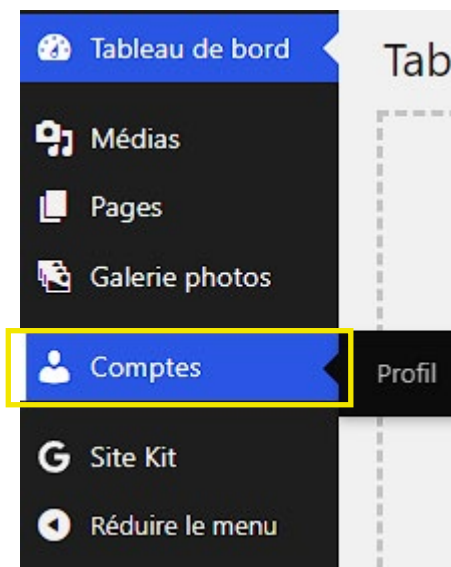 Tableau de bord
Tab
Médias
Pages
Galerie photos
Comptes
Profil
Site Kit
Réduire le menu